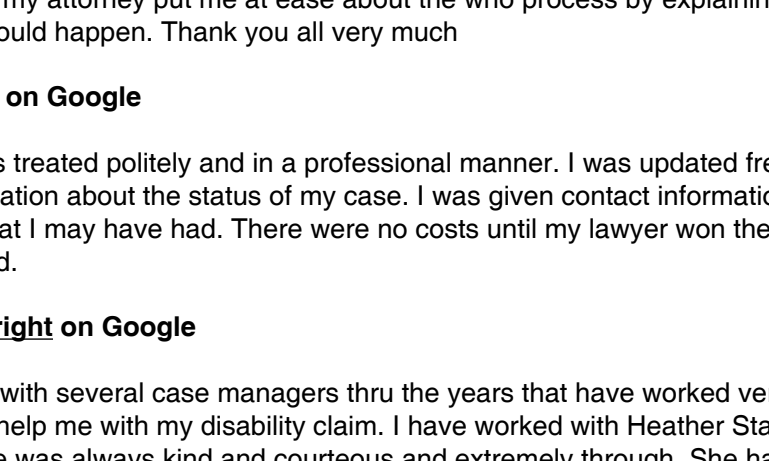 my attorney put me at ease about the who process by
ould happen. Thank you all very much
on Google
s treated politely and in a professional manner. I was updated fre
ation about the status of my case. I was given contact informatio
at I may have had. There were no costs until my lawyer won the
d.
right on Google
with several case managers thru the years that have worked ve
help me with my disability claim. I have worked with Heather Sta
e was always kind and courteous and extremely through. She ha